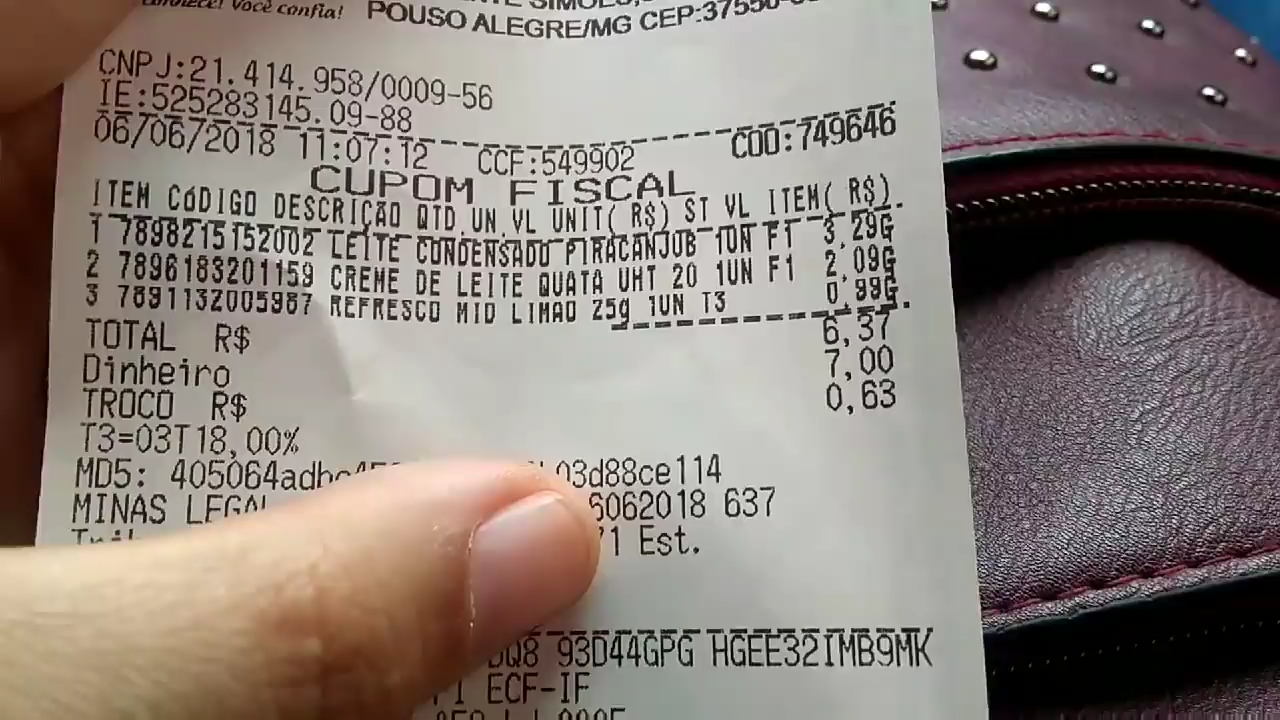 Você confia!
POUSO ALEGRE/MG CEP:37550-
CNPJ:21.414.958/0009-56
IE:525283145.09-88
06/06/2018 11:07:12 CCF:549902 COO:749646
CUPOM FISCAL
ITEM CÓDIGO DESCRIÇÃO QTD.UN.VL UNIT( R$) ST VL ITEM( R$)
1 7898215152002 LEITE CONDENSADO PIRACANJUB 1UN F1 3,29G
2 7896183201159 CREME DE LEITE QUATA UHT 20 1UN F1 2,09G
3 7891132005987 REFRESCO MID LIMAO 25g 1UN T3 0,99G
TOTAL R$ 6,37
Dinheiro 7,00
TROCO R$ 0,63
T3=03T18,00%
MD5: 03d88ce114
MINAS LEGAL 6062018 637
Est.
93D44GPG HGEE32IMB9MK
ECF-IF